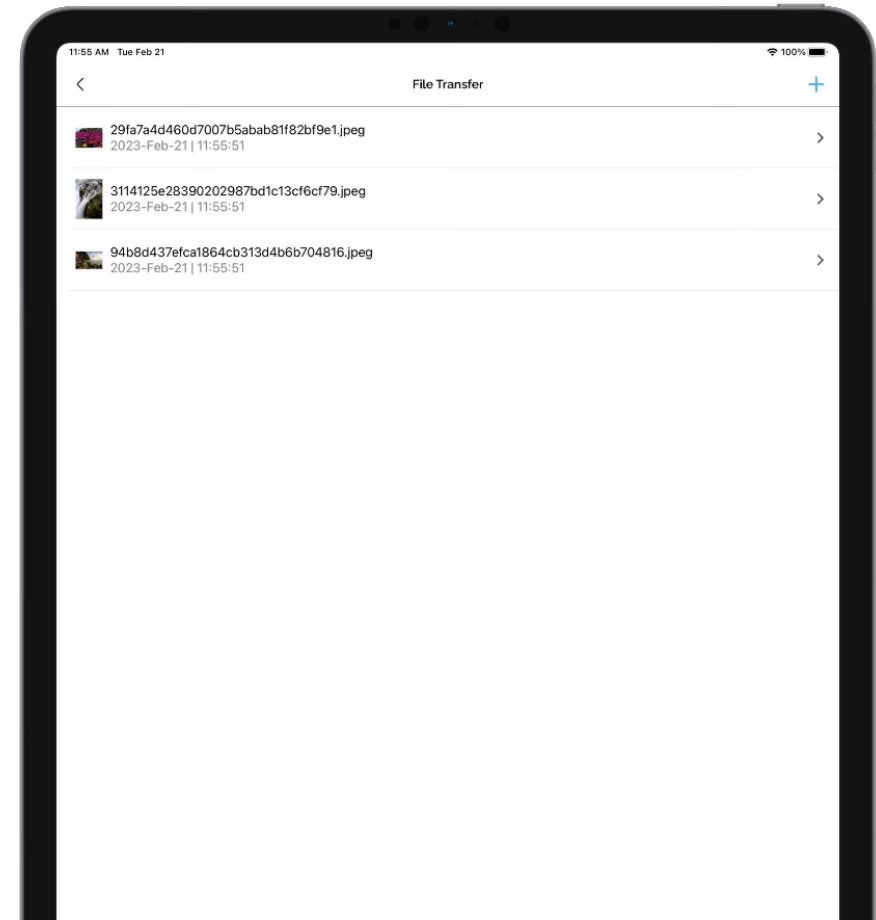 11:55 AM Tue Feb 21
100%
File Transfer
29fa7a4d460d7007b5abab81f82bf9e1.jpeg
2023-Feb-21 | 11:55:51
3114125e28390202987bd1c13cf6cf79.jpeg
2023-Feb-21 | 11:55:51
94b8d437efca1864cb313d4b6b704816.jpeg
2023-Feb-21 | 11:55:51